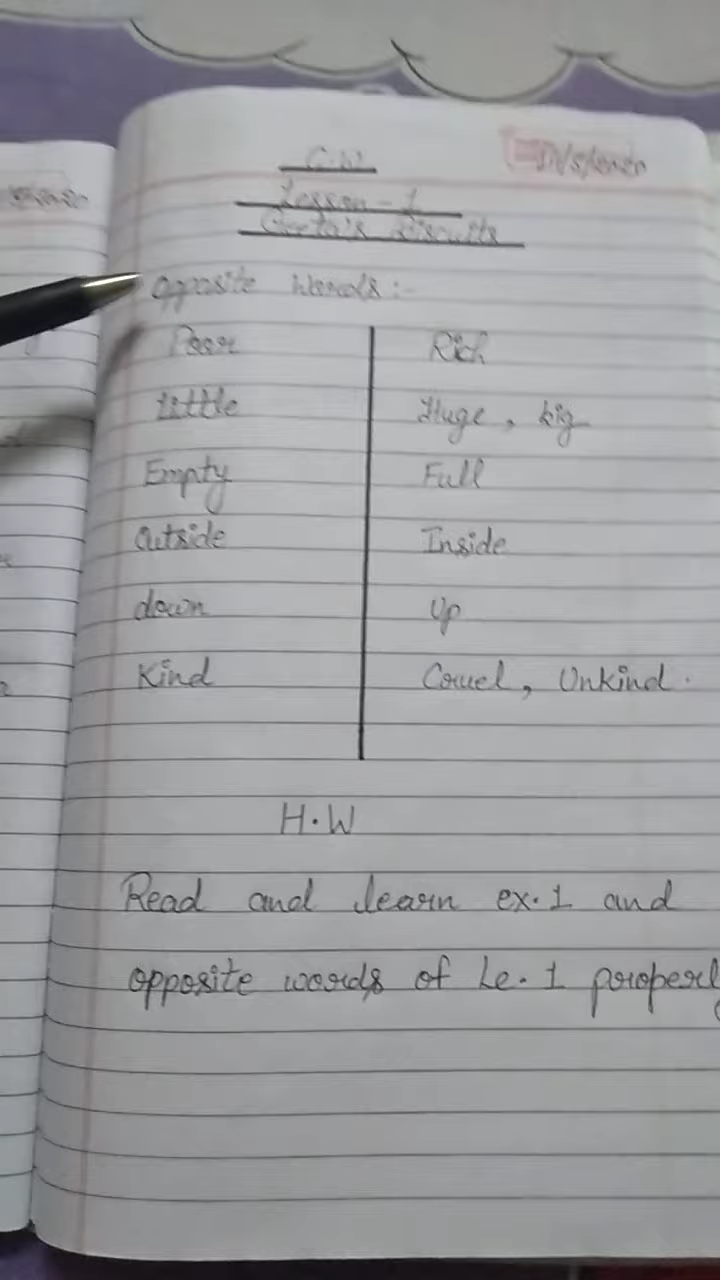 C.W
Lesson - 1
Biscuits
Opposite Words :-
Poor Rich
Little Huge, big
Empty Full
Outside Inside
down Up
Kind Cruel, Unkind.
H.W
Read and learn ex.1 and
opposite words of Le.1 properl